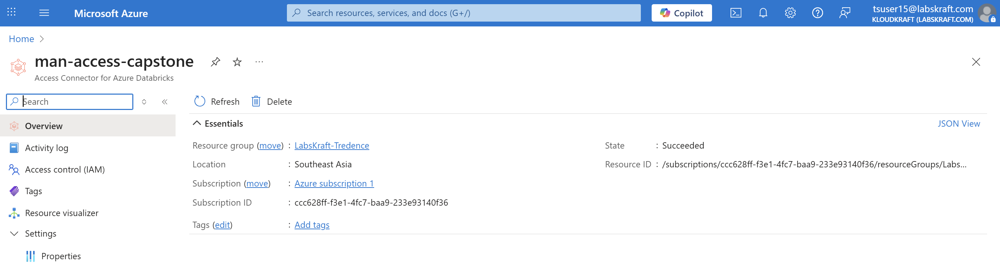 Microsoft Azure
Search resources, services, and docs (G+/)
Copilot
tsuser15@labskraft.com
KLOUDKRAFT (LABSKRAFT.COM)
Home
man-access-capstone
Access Connector for Azure Databricks
Search
Refresh
Delete
Overview
Activity log
Access control (IAM)
Tags
Resource visualizer
Settings
Properties
Essentials
JSON View
Resource group (move) : LabsKraft-Tredence
Location : Southeast Asia
Subscription (move) : Azure subscription 1
Subscription ID : ccc628ff-f3e1-4fc7-baa9-233e93140f36
Tags (edit) : Add tags
State : Succeeded
Resource ID : /subscriptions/ccc628ff-f3e1-4fc7-baa9-233e93140f36/resourceGroups/Labs...